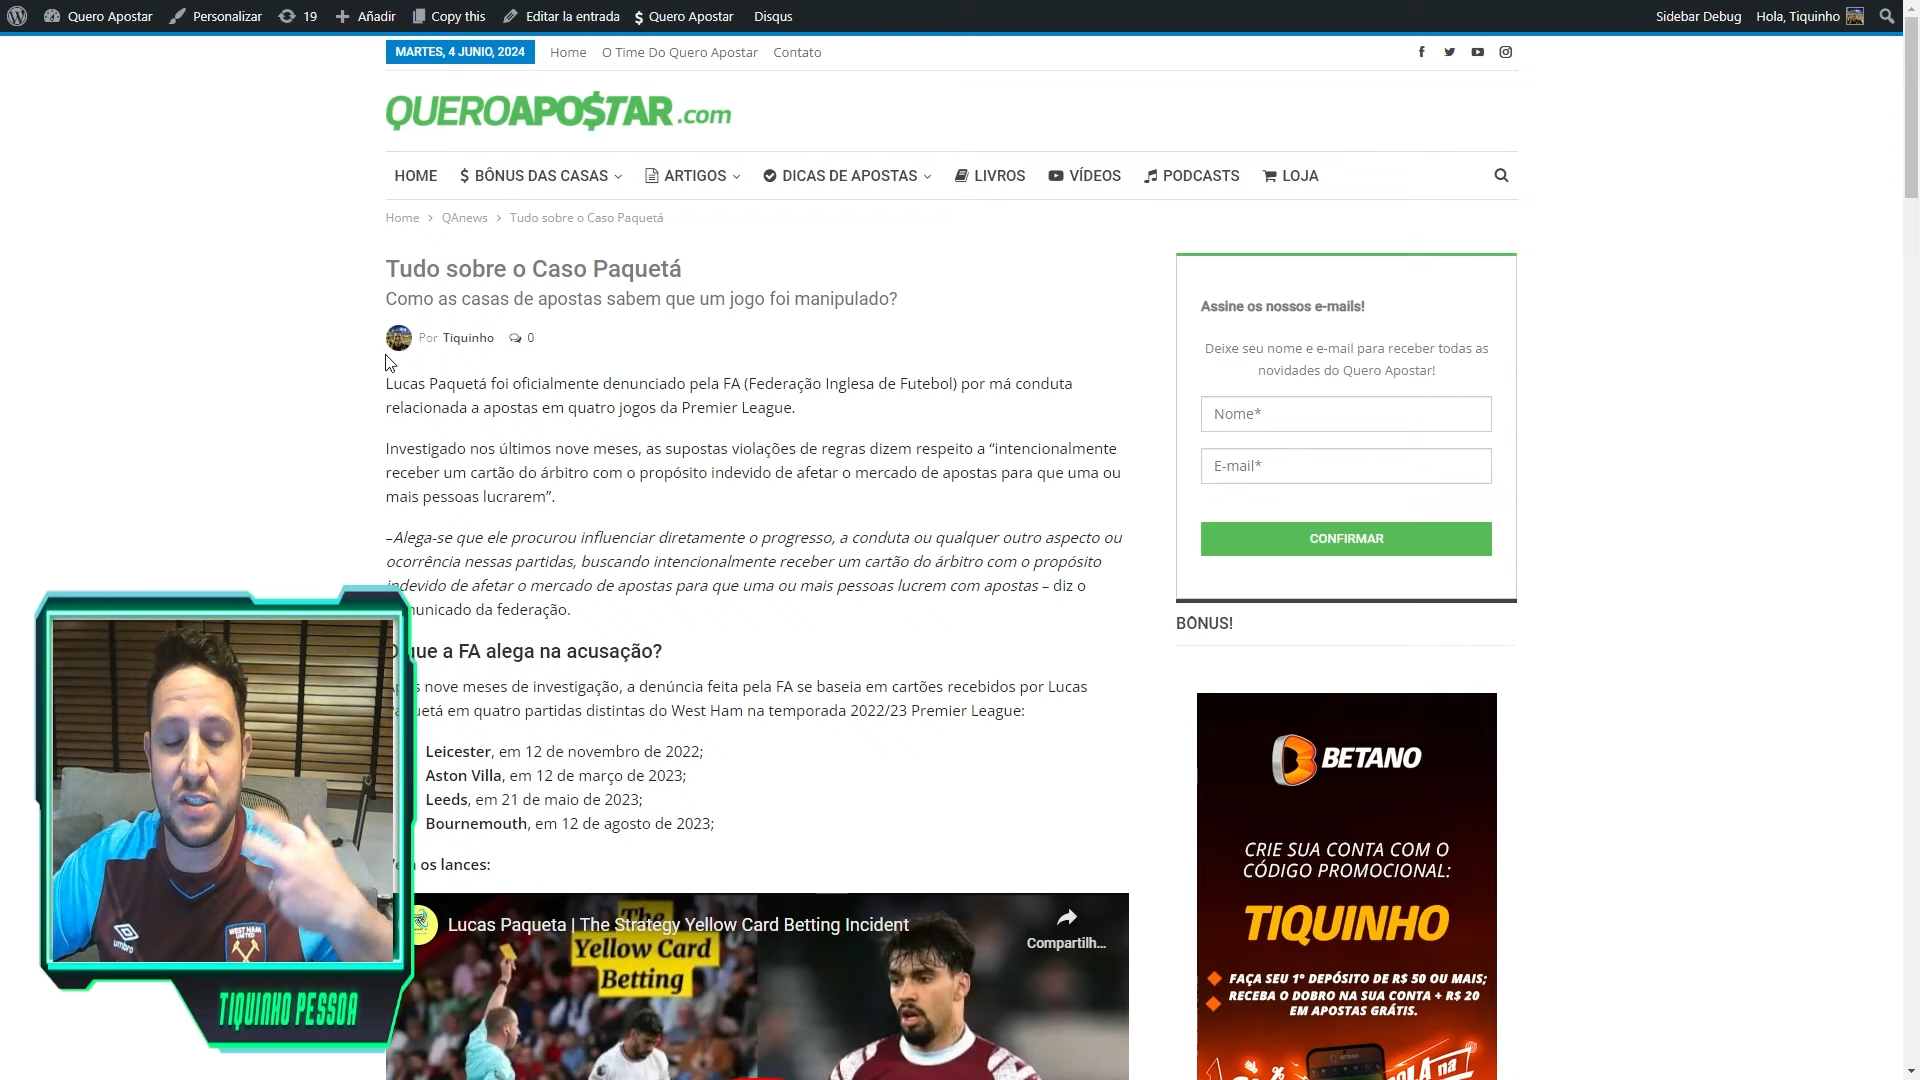 Quero Apostar
Personalizar
19
Añadir
Copy this
Editar la entrada
Quero Apostar
Disqus
Sidebar Debug
Hola, Tiquinho
MARTES, 4 JUNIO, 2024
Home
O Time Do Quero Apostar
Contato
QUEROAPO$TAR.com
HOME
BÔNUS DAS CASAS
ARTIGOS
DICAS DE APOSTAS
LIVROS
VÍDEOS
PODCASTS
LOJA
Home > QAnews > Tudo sobre o Caso Paquetá
Tudo sobre o Caso Paquetá
Como as casas de apostas sabem que um jogo foi manipulado?
Por Tiquinho 0
Lucas Paquetá foi oficialmente denunciado pela FA (Federação Inglesa de Futebol) por má conduta
relacionada a apostas em quatro jogos da Premier League.
Investigado nos últimos nove meses, as supostas violações de regras dizem respeito a “intencionalmente
receber um cartão do árbitro com o propósito indevido de afetar o mercado de apostas para que uma ou
mais pessoas lucrarem”.
–Alega-se que ele procurou influenciar diretamente o progresso, a conduta ou qualquer outro aspecto ou
ocorrência nessas partidas, buscando intencionalmente receber um cartão do árbitro com o propósito
indevido de afetar o mercado de apostas para que uma ou mais pessoas lucrem com apostas – diz o
municado da federação.
que a FA alega na acusação?
nove meses de investigação, a denúncia feita pela FA se baseia em cartões recebidos por Lucas
etá em quatro partidas distintas do West Ham na temporada 2022/23 Premier League:
Leicester, em 12 de novembro de 2022;
Aston Villa, em 12 de março de 2023;
Leeds, em 21 de maio de 2023;
Bournemouth, em 12 de agosto de 2023;
os lances:
Lucas Paqueta | The Strategy Yellow Card Betting Incident
Compartilh...
The
Yellow Card
Betting
Assine os nossos e-mails!
Deixe seu nome e e-mail para receber todas as
novidades do Quero Apostar!
Nome*
E-mail*
CONFIRMAR
BÔNUS!
BETANO
CRIE SUA CONTA COM O
CÓDIGO PROMOCIONAL:
TIQUINHO
FAÇA SEU 1º DEPÓSITO DE R$ 50 OU MAIS;
RECEBA O DOBRO NA SUA CONTA + R$ 20
EM APOSTAS GRÁTIS.
umbro
WEST HAM
UNITED
TIQUINHO PESSOA